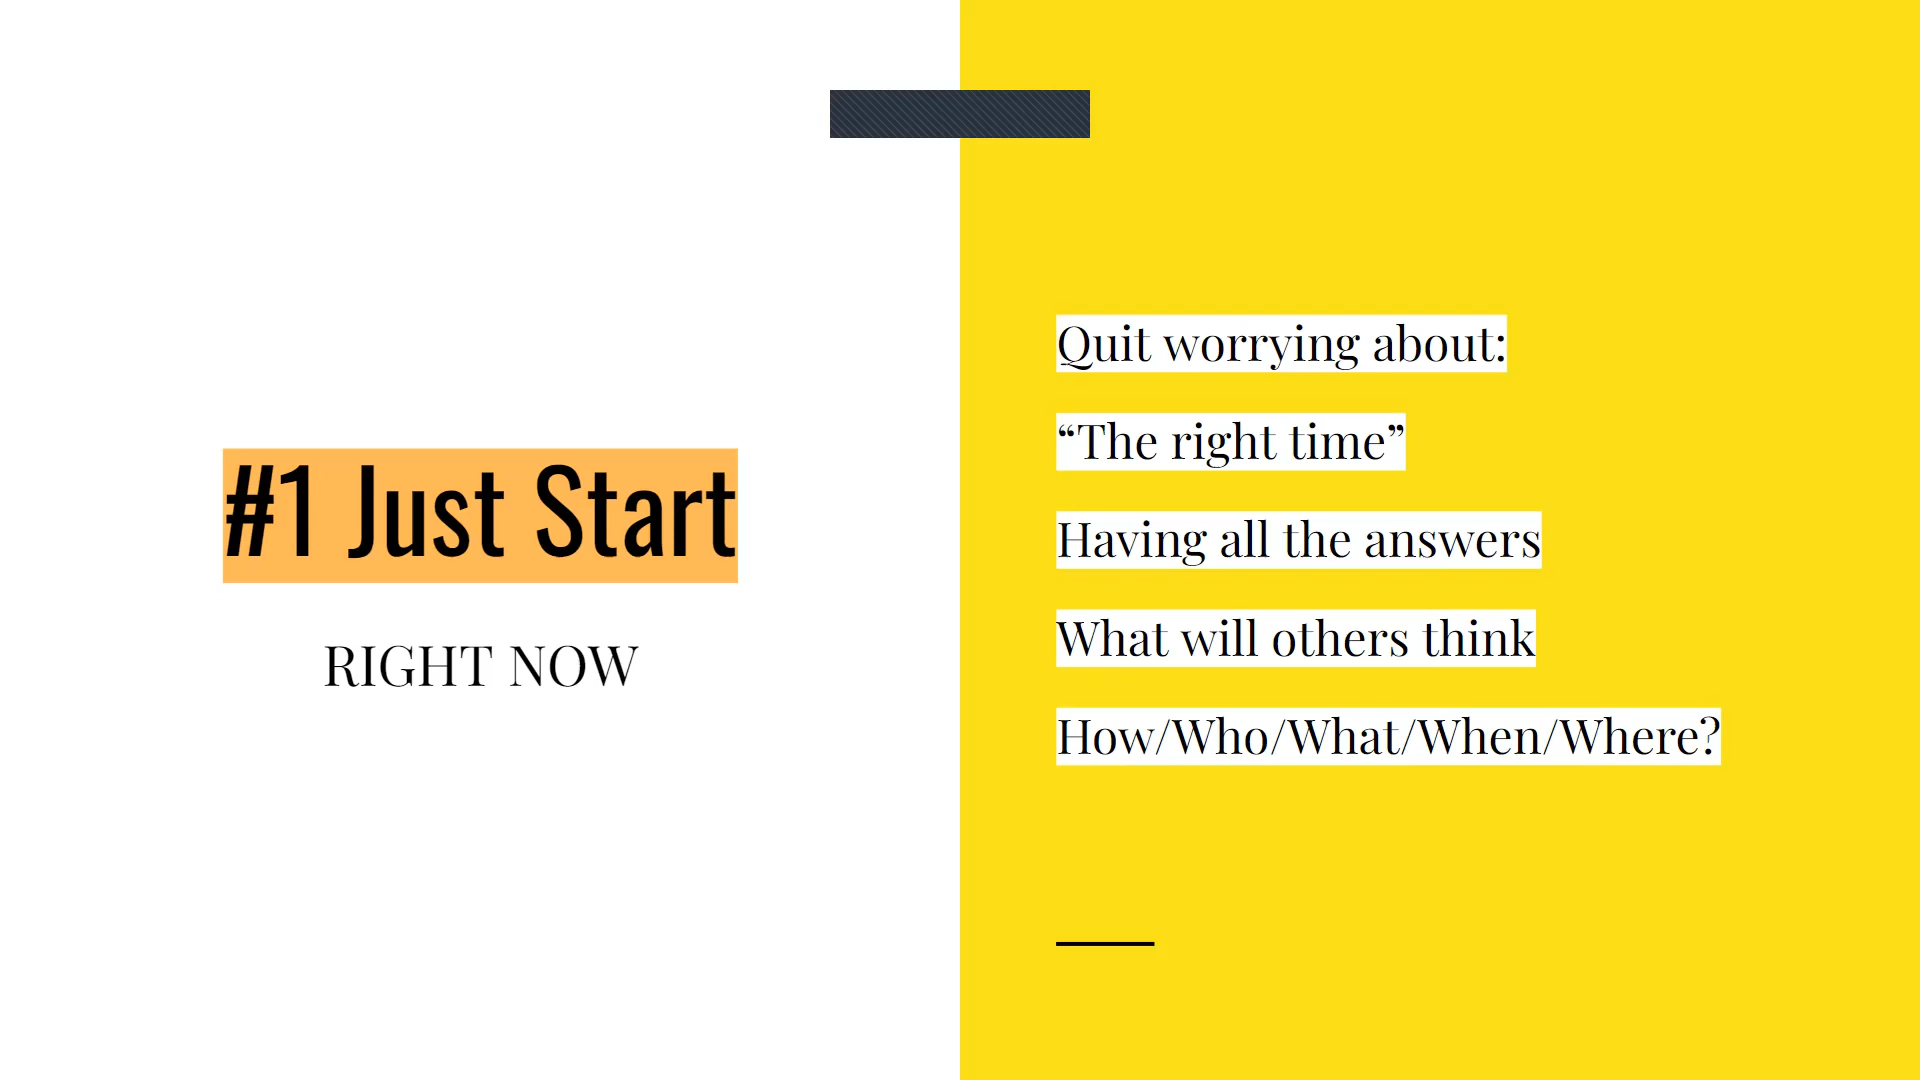 #1 Just Start
RIGHT NOW
Quit worrying about:
“The right time”
Having all the answers
What will others think
How/Who/What/When/Where?